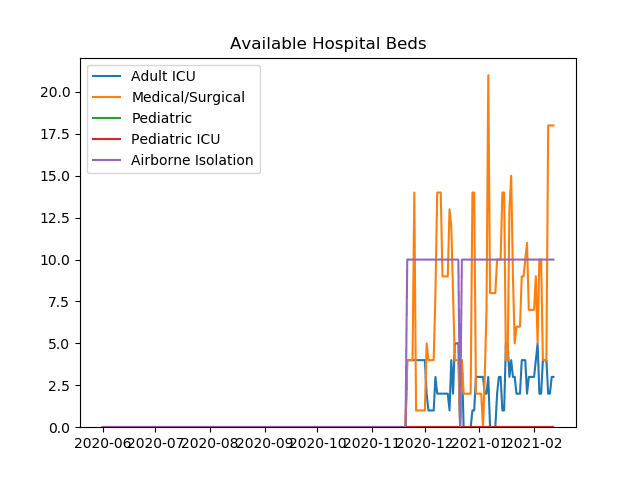 Available Hospital Beds
Adult ICU
Medical/Surgical
Pediatric
Pediatric ICU
Airborne Isolation
20.0
17.5
15.0
12.5
10.0
7.5
5.0
2.5
0.0
2020-06 2020-07 2020-08 2020-09 2020-10 2020-11 2020-12 2021-01 2021-02